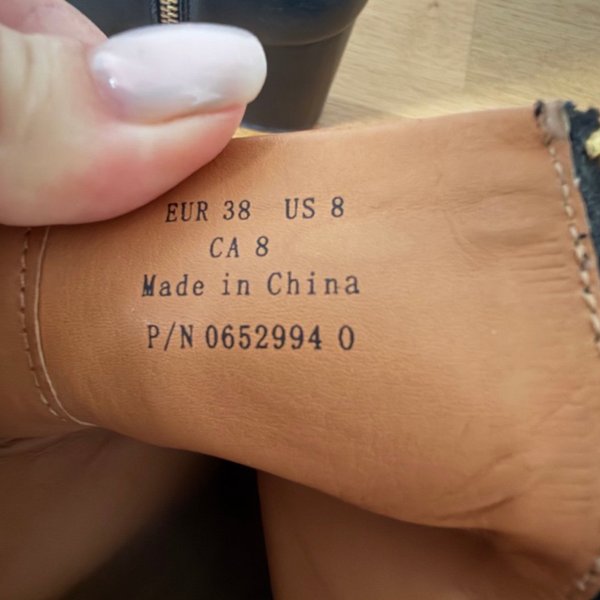 EUR 38 US 8
CA 8
Made in China
P/N 0652994 0